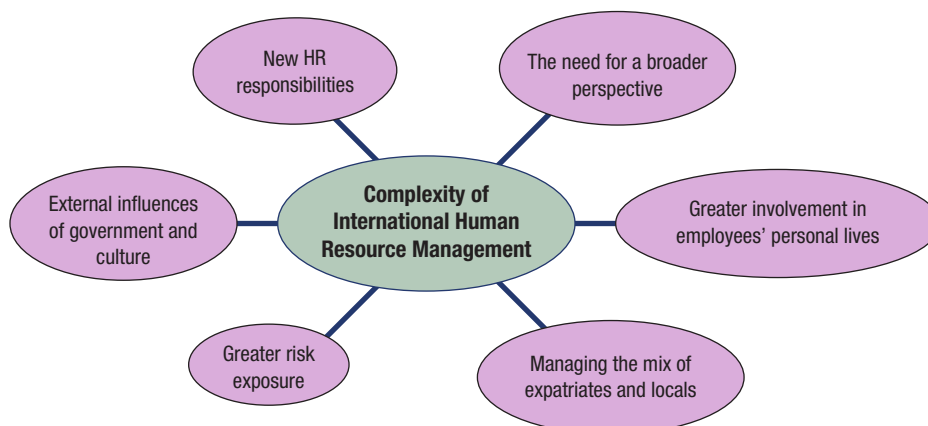 New HR
responsibilities
The need for a broader
perspective
External influences
of government and
culture
Complexity of
International Human
Resource Management
Greater involvement in
employees’ personal lives
Greater risk
exposure
Managing the mix of
expatriates and locals